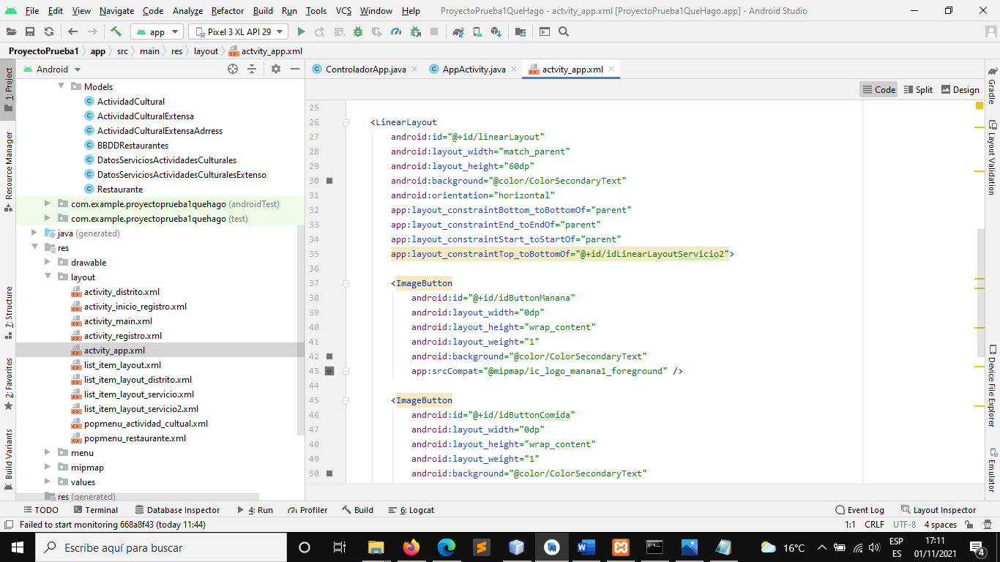 File Edit View Navigate Code Analyze Refactor Build Run Tools VCS Window Help ProyectoPrueba1QueHago - actvity_app.xml [ProyectoPrueba1QueHago.app] - Android Studio
app Pixel 3 XL API 29
ProyectoPrueba1 app src main res layout actvity_app.xml
1: Project
Resource Manager
7: Structure
2: Favorites
Build Variants
Android
Models
ActividadCultural
ActividadCulturalExtensa
ActividadCulturalExtensaAdrress
BBDDRestaurantes
DatosServiciosActividadesCulturales
DatosServiciosActividadesCulturalesExtenso
Restaurante
com.example.proyectoprueba1quehago (androidTest)
com.example.proyectoprueba1quehago (test)
java (generated)
res
drawable
layout
activity_distrito.xml
activity_inicio_registro.xml
activity_main.xml
activity_registro.xml
actvity_app.xml
list_item_layout.xml
list_item_layout_distrito.xml
list_item_layout_servicio.xml
list_item_layout_servicio2.xml
popmenu_actividad_cultual.xml
popmenu_restaurante.xml
menu
mipmap
values
res (generated)
ControladorApp.java AppActivity.java actvity_app.xml
Code Split Design
25
26 <LinearLayout
27 android:id="@+id/linearLayout"
28 android:layout_width="match_parent"
29 android:layout_height="60dp"
30 android:background="@color/ColorSecondaryText"
31 android:orientation="horizontal"
32 app:layout_constraintBottom_toBottomOf="parent"
33 app:layout_constraintEnd_toEndOf="parent"
34 app:layout_constraintStart_toStartOf="parent"
35 app:layout_constraintTop_toBottomOf="@+id/idLinearLayoutServicio2">
36
37 <ImageButton
38 android:id="@+id/idButtonManana"
39 android:layout_width="0dp"
40 android:layout_height="wrap_content"
41 android:layout_weight="1"
42 android:background="@color/ColorSecondaryText"
43 app:srcCompat="@mipmap/ic_logo_manana1_foreground" />
44
45 <ImageButton
46 android:id="@+id/idButtonComida"
47 android:layout_width="0dp"
48 android:layout_height="wrap_content"
49 android:layout_weight="1"
50 android:background="@color/ColorSecondaryText"
Gradle
Layout Validation
Device File Explorer
Emulator
TODO Terminal Database Inspector 4: Run Profiler Build 6: Logcat Event Log Layout Inspector
Failed to start monitoring 668a8f43 (today 11:44) 1:1 CRLF UTF-8 4 spaces
Escribe aquí para buscar
16°C
ESP
ES
17:11
01/11/2021
4